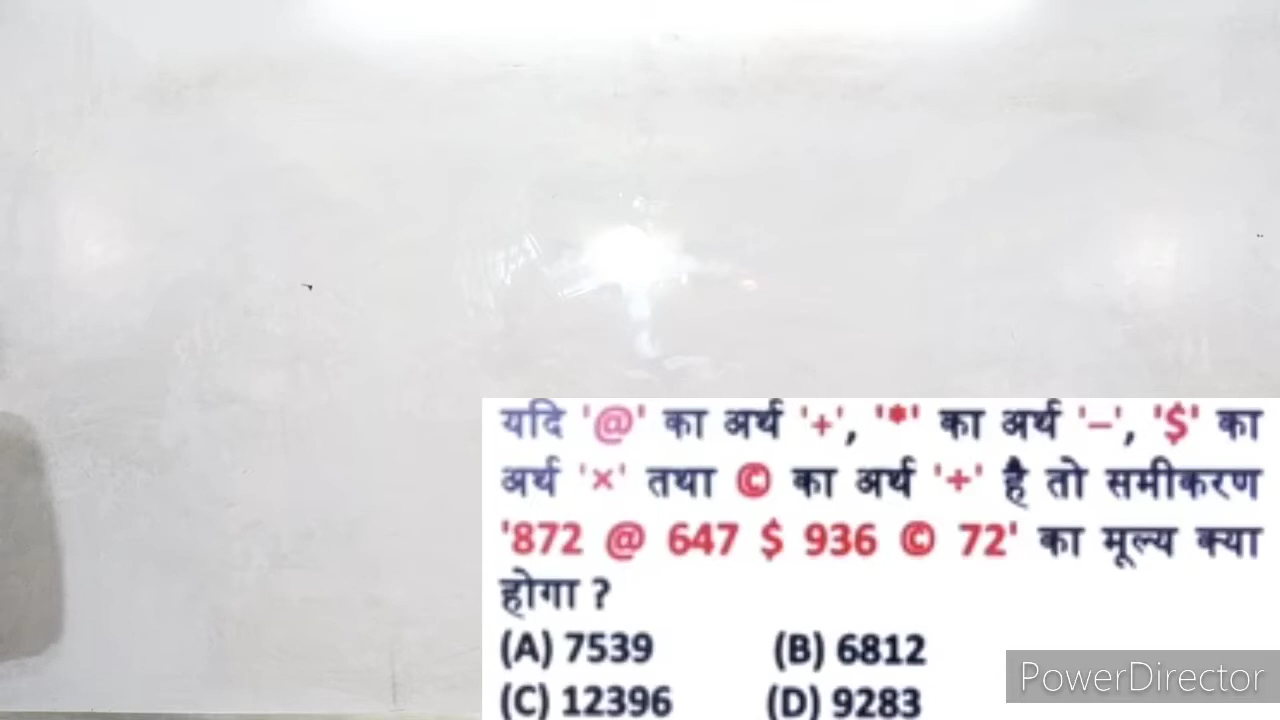 यदि '@' का अर्थ '+', '*' का अर्थ '−', '$' का
अर्थ '×' तथा © का अर्थ '+' है तो समीकरण
'872 @ 647 $ 936 © 72' का मूल्य क्या
होगा ?
(A) 7539 (B) 6812
(C) 12396 (D) 9283
PowerDirector